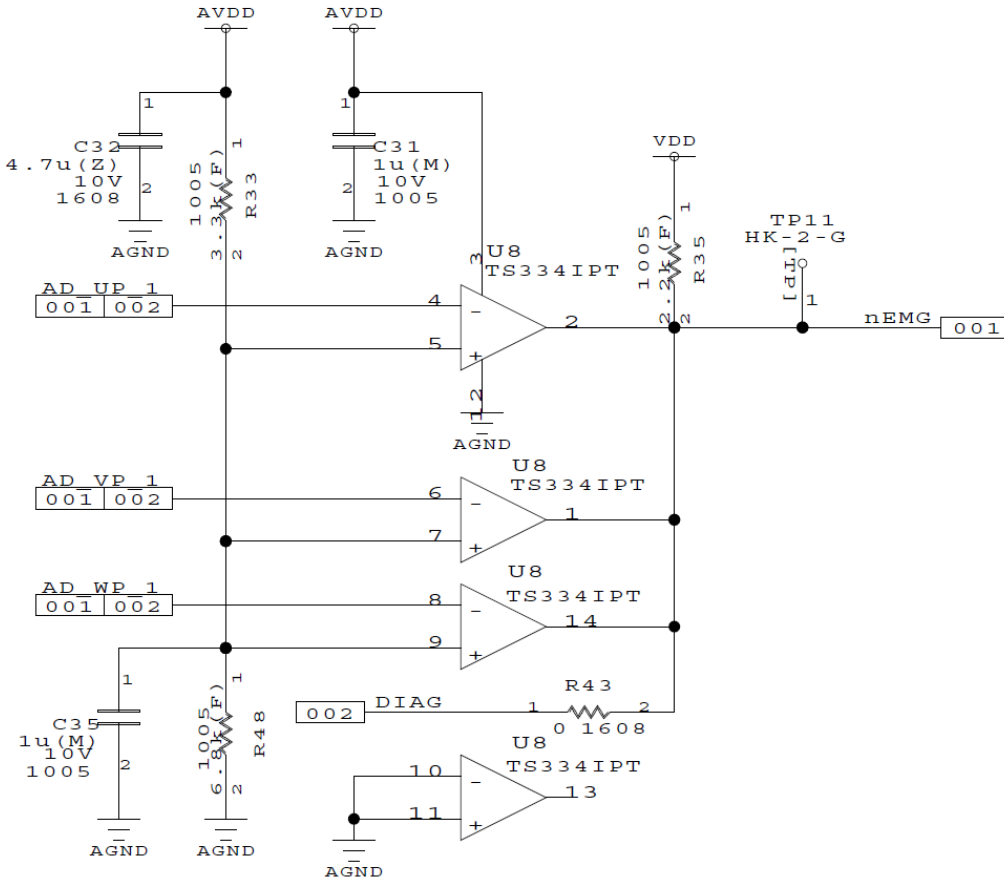 AVDD
AVDD
1
C32
4.7u(Z)
10V
1608
2
AGND
1
1005
3.3k(F)
R33
2
1
C31
1u(M)
10V
1005
2
AGND
VDD
1
1005
2.2k(F)
R35
2
TP11
HK-2-G
[TP]
1
nEMG
001
AD_UP_1
001 002
3
U8
TS334IPT
4
-
5
+
2
12
AGND
AD_VP_1
001 002
U8
TS334IPT
6
-
7
+
1
AD_WP_1
001 002
U8
TS334IPT
8
-
9
+
14
1
C35
1u(M)
10V
1005
2
AGND
1
1005
6.8k(F)
R48
2
AGND
002
DIAG
1
R43
2
0 1608
U8
TS334IPT
10
-
11
+
13
AGND